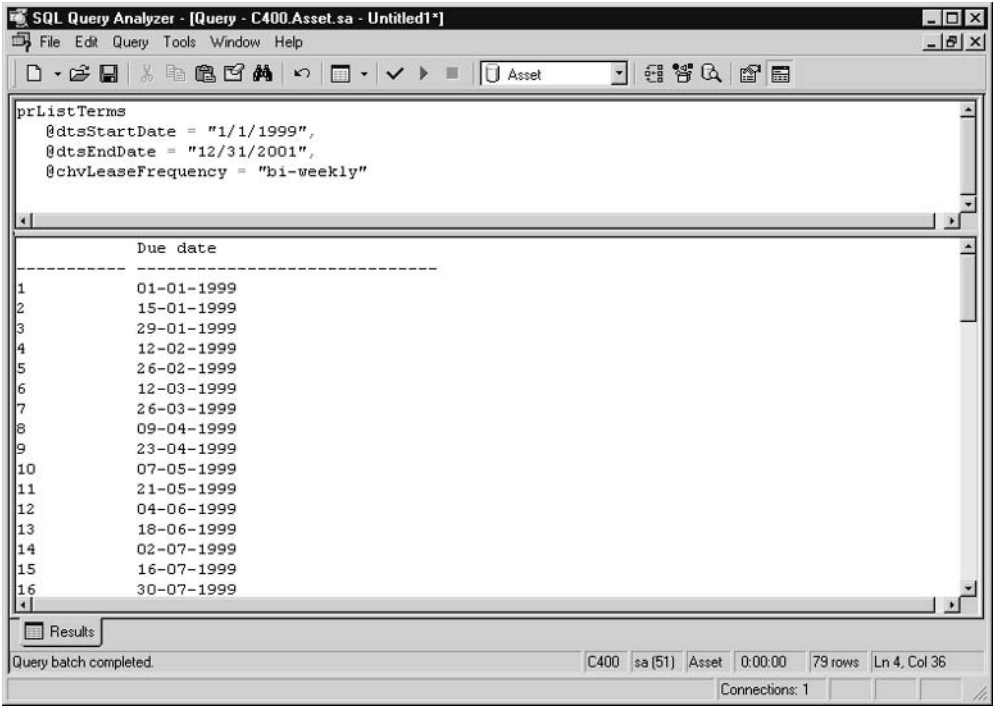 SQL Query Analyzer - [Query - C400.Asset.sa - Untitled1*]
File Edit Query Tools Window Help
Asset
prListTerms
@dtsStartDate = "1/1/1999",
@dtsEndDate = "12/31/2001",
@chvLeaseFrequency = "bi-weekly"
Due date
----------- ------------------------------
1 01-01-1999
2 15-01-1999
3 29-01-1999
4 12-02-1999
5 26-02-1999
6 12-03-1999
7 26-03-1999
8 09-04-1999
9 23-04-1999
10 07-05-1999
11 21-05-1999
12 04-06-1999
13 18-06-1999
14 02-07-1999
15 16-07-1999
16 30-07-1999
Results
Query batch completed. C400 sa (51) Asset 0:00:00 79 rows Ln 4, Col 36
Connections: 1